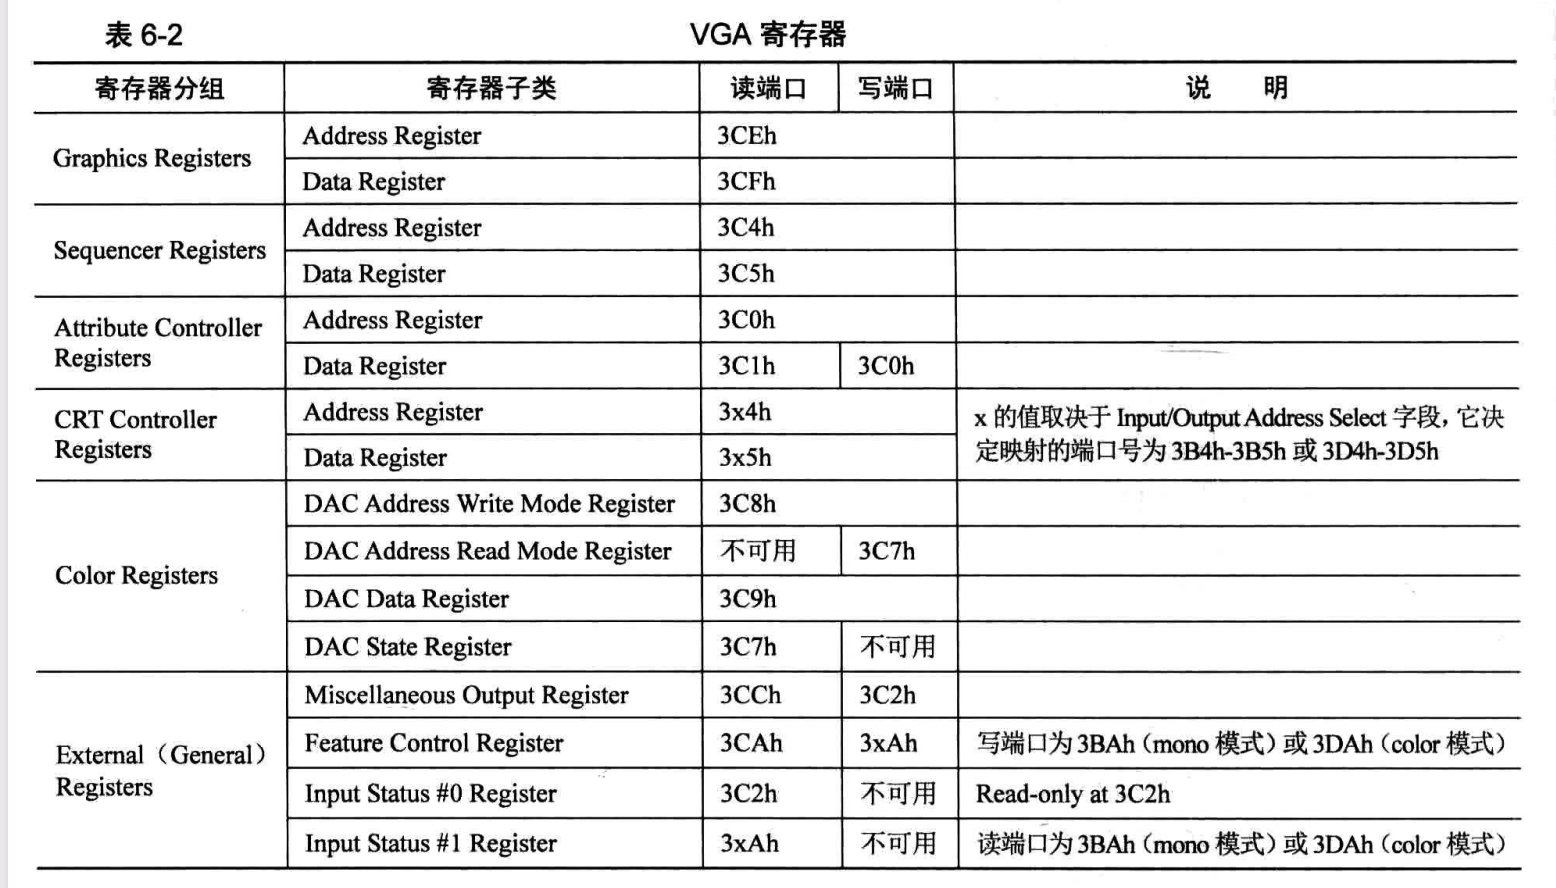 表 6-2 VGA 寄存器
寄存器分组 寄存器子类 读端口 写端口 说 明
Graphics Registers
Address Register 3CEh
Data Register 3CFh
Sequencer Registers
Address Register 3C4h
Data Register 3C5h
Attribute Controller
Registers
Address Register 3C0h
Data Register 3C1h 3C0h
CRT Controller
Registers
Address Register 3x4h
Data Register 3x5h
x 的值取决于 Input/Output Address Select 字段，它决
定映射的端口号为 3B4h-3B5h 或 3D4h-3D5h
Color Registers
DAC Address Write Mode Register 3C8h
DAC Address Read Mode Register 不可用 3C7h
DAC Data Register 3C9h
DAC State Register 3C7h 不可用
External（General）
Registers
Miscellaneous Output Register 3CCh 3C2h
Feature Control Register 3CAh 3xAh 写端口为 3BAh（mono 模式）或 3DAh（color 模式）
Input Status #0 Register 3C2h 不可用 Read-only at 3C2h
Input Status #1 Register 3xAh 不可用 读端口为 3BAh（mono 模式）或 3DAh（color 模式）